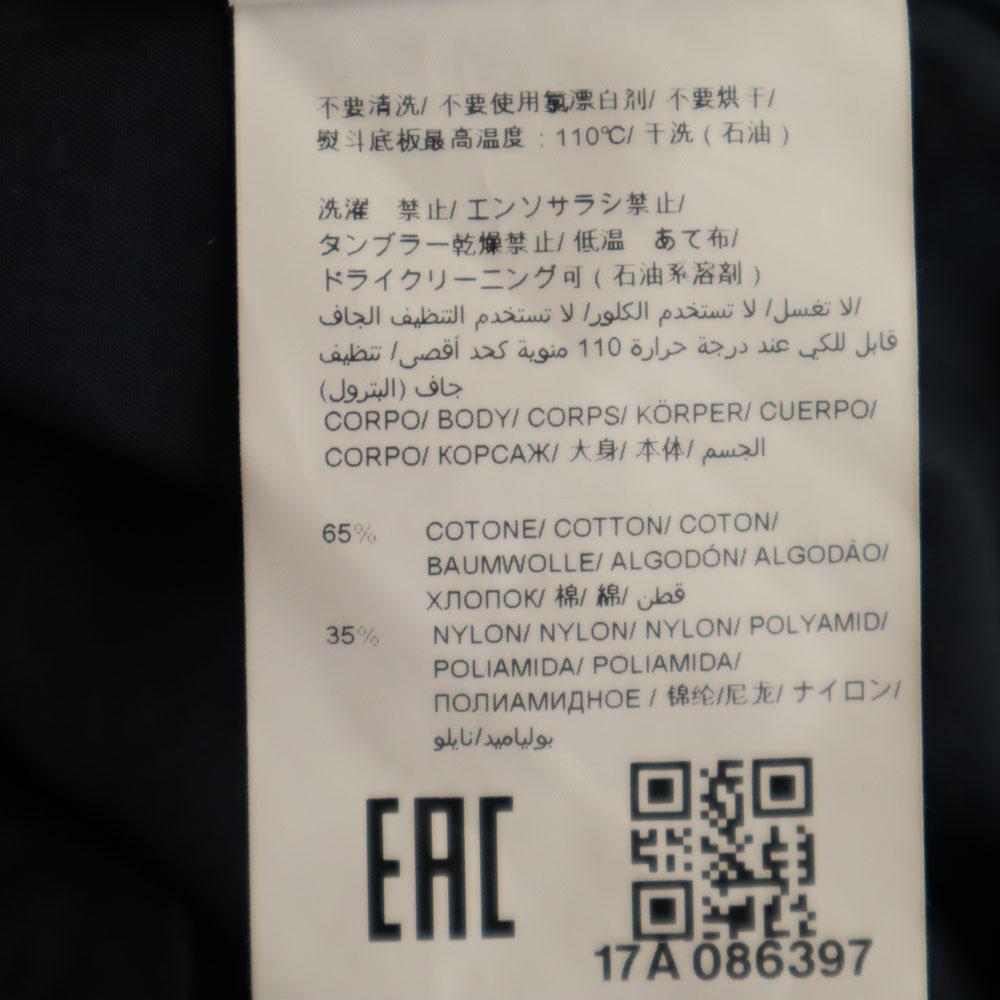 不要清洗/ 不要使用氯漂白剂/ 不要烘干/
熨斗底板最高温度 : 110℃/ 干洗 ( 石油 )
洗濯 禁止/ エンソサラシ禁止/
タンブラー乾燥禁止/ 低温 あて布/
ドライクリーニング可 ( 石油系溶剤 )
لا تغسل/ لا تستخدم الكلور/ لا تستخدم التنظيف الجاف/
قابل للكي عند درجة حرارة 110 منوية كحد أقصى/ تنظيف
جاف (البترول)
CORPO/ BODY/ CORPS/ KÖRPER/ CUERPO/
CORPO/ КОРСАЖ/ 大身/ 本体/ الجسم
65% COTONE/ COTTON/ COTON/
BAUMWOLLE/ ALGODÓN/ ALGODÃO/
ХЛОПОК/ 棉/ 綿/ قطن
35% NYLON/ NYLON/ NYLON/ POLYAMID/
POLIAMIDA/ POLIAMIDA/
ПОЛИАМИДНОЕ / 锦纶/尼龙/ ナイロン/
بولياميد/نايلو
EAC
17A 086397